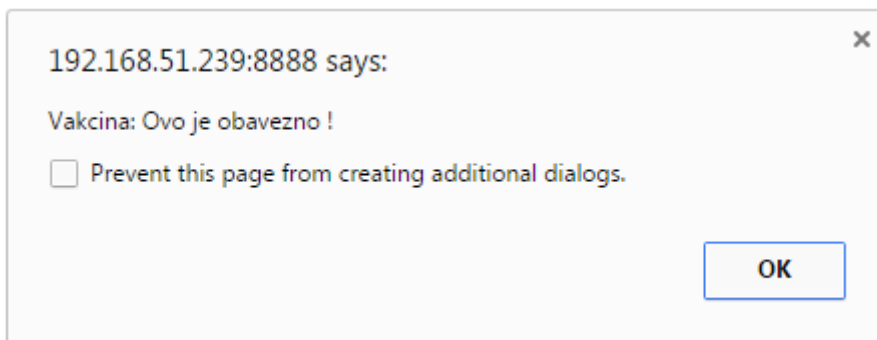 192.168.51.239:8888 says:
Vakcina: Ovo je obavezno !
Prevent this page from creating additional dialogs.
OK